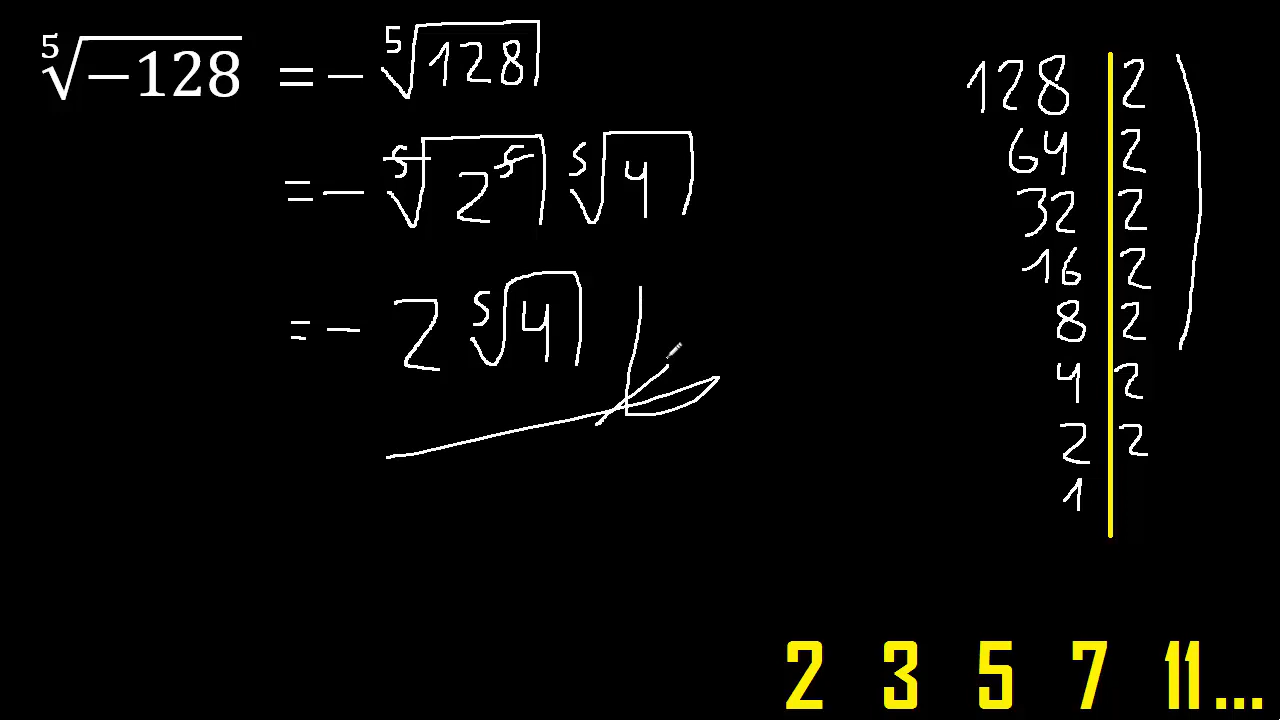 ⁵√−128 = − ⁵√128
= − ⁵√2⁵ ⁵√4
= − 2 ⁵√4
128 | 2
64 | 2
32 | 2
16 | 2
8 | 2
4 | 2
2 | 2
1 |
2 3 5 7 11...